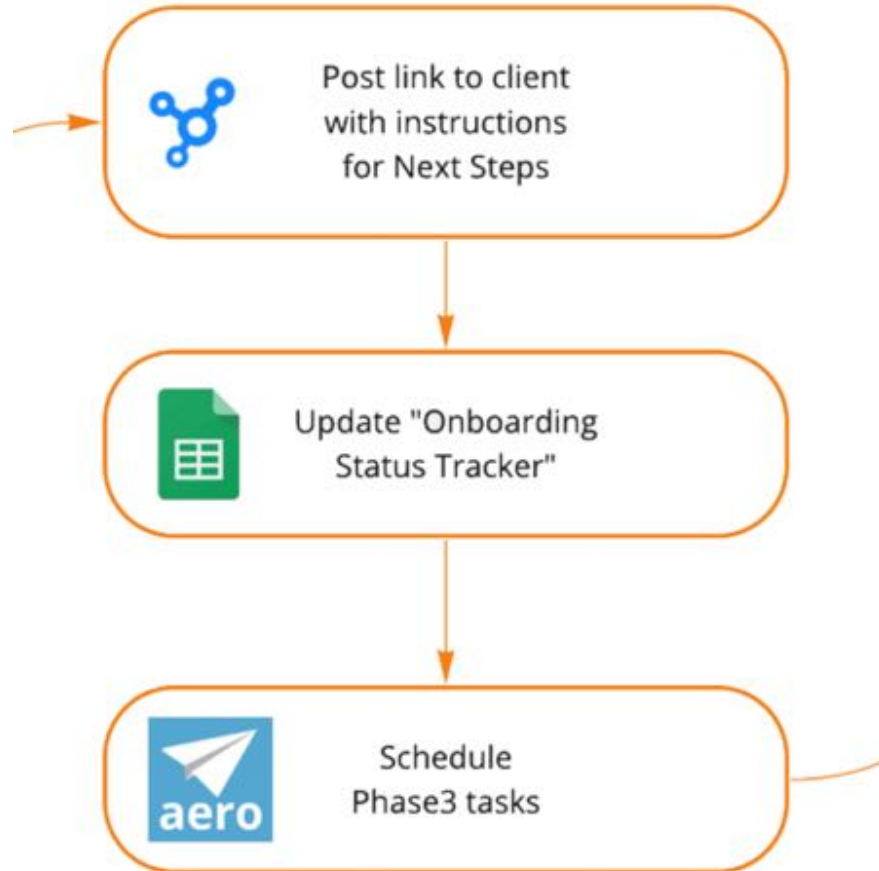 Post link to client
with instructions
for Next Steps
Update "Onboarding
Status Tracker"
aero
Schedule
Phase3 tasks